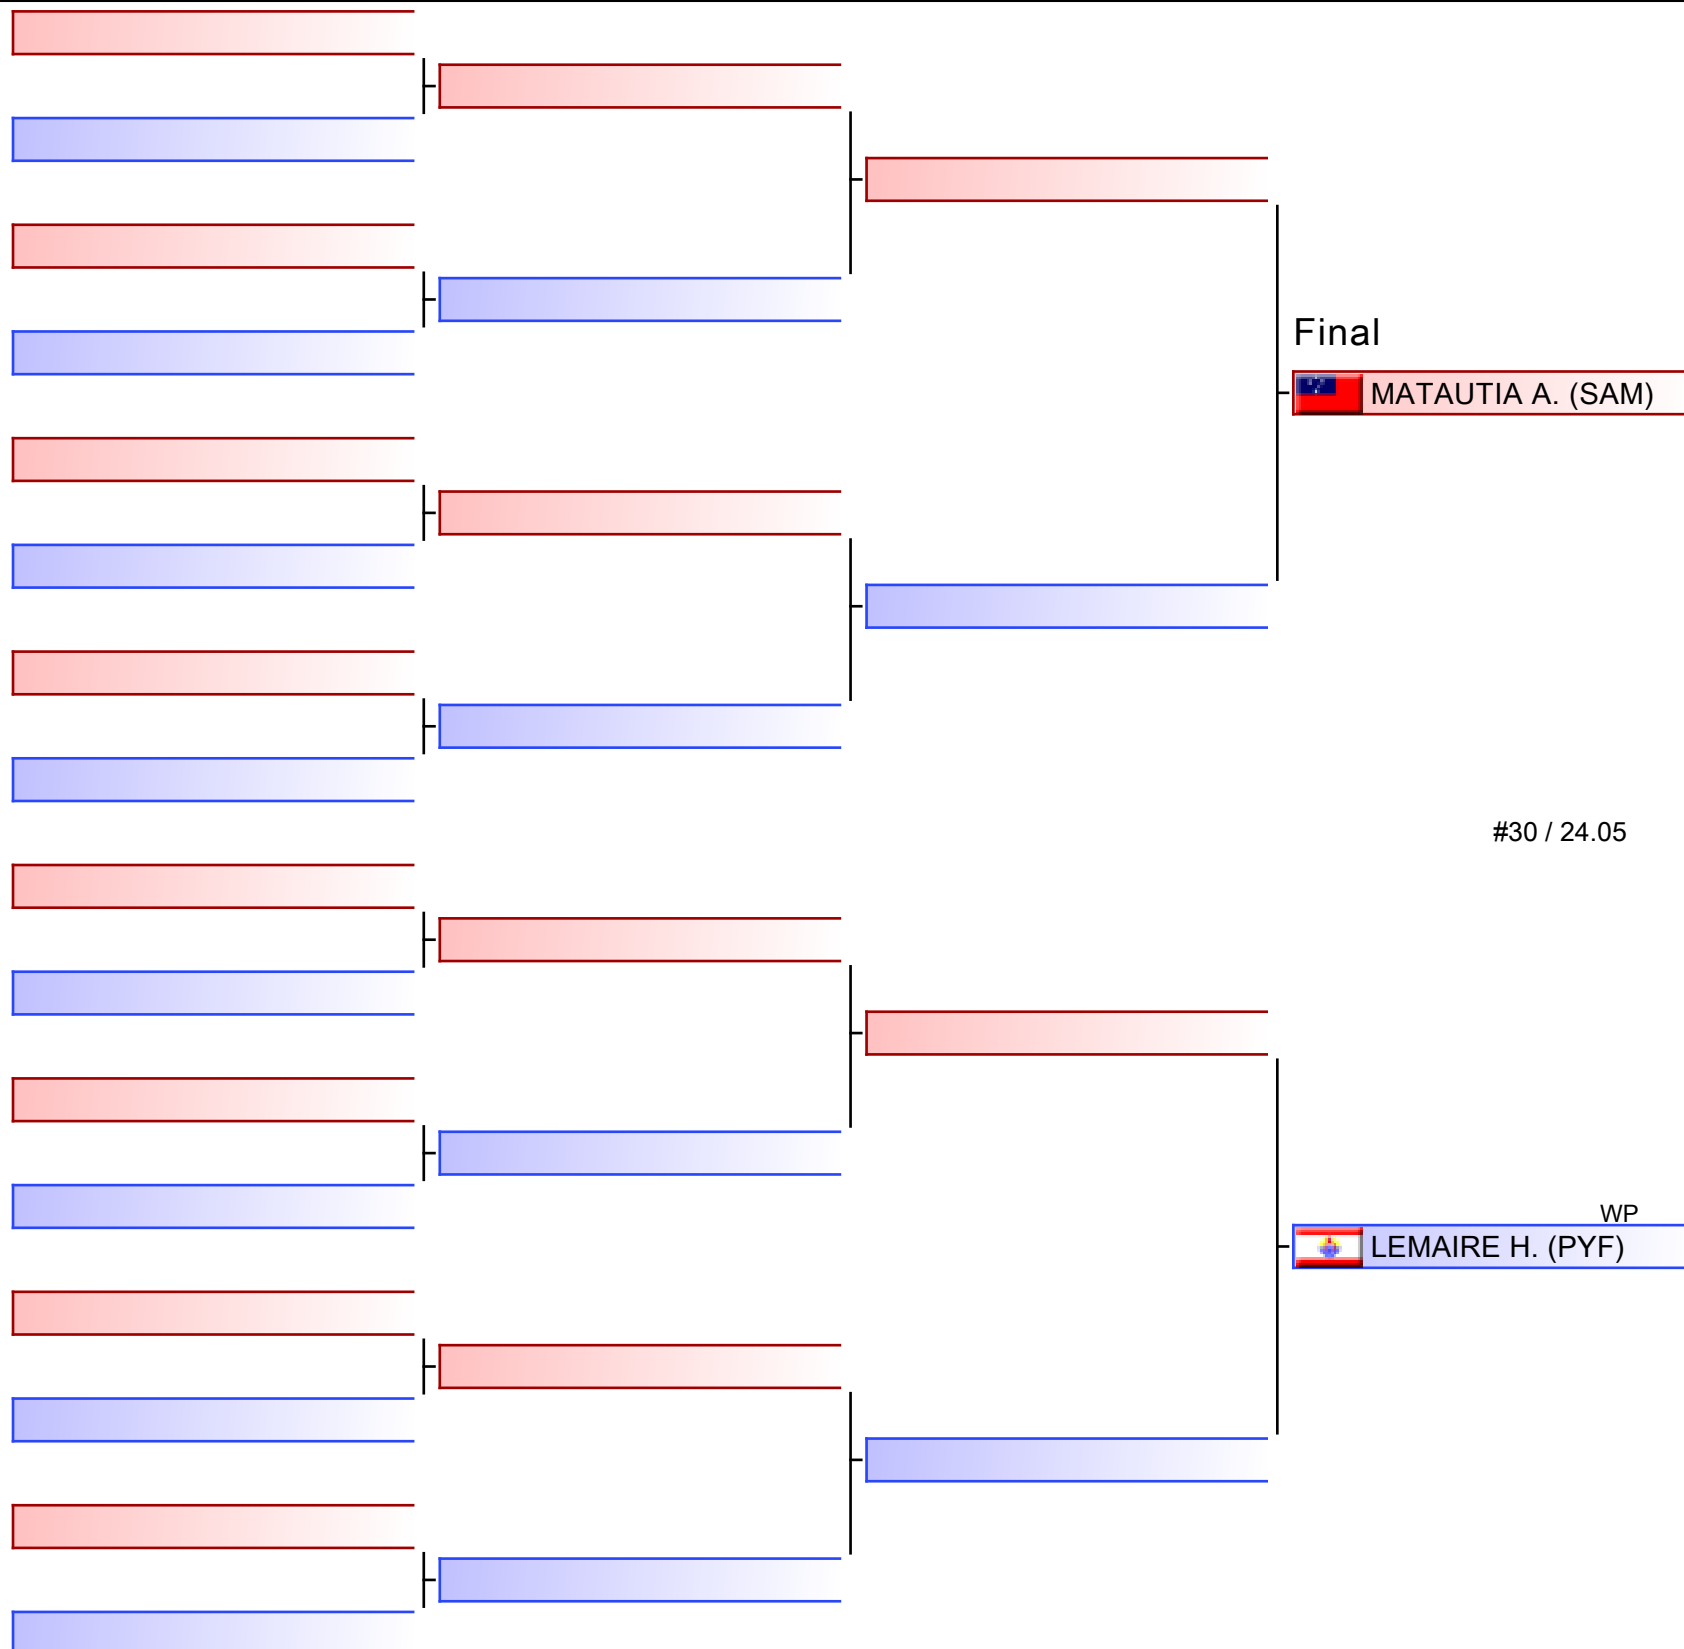 Final
MATAUTIA A. (SAM)
#30 / 24.05
WP
LEMAIRE H. (PYF)